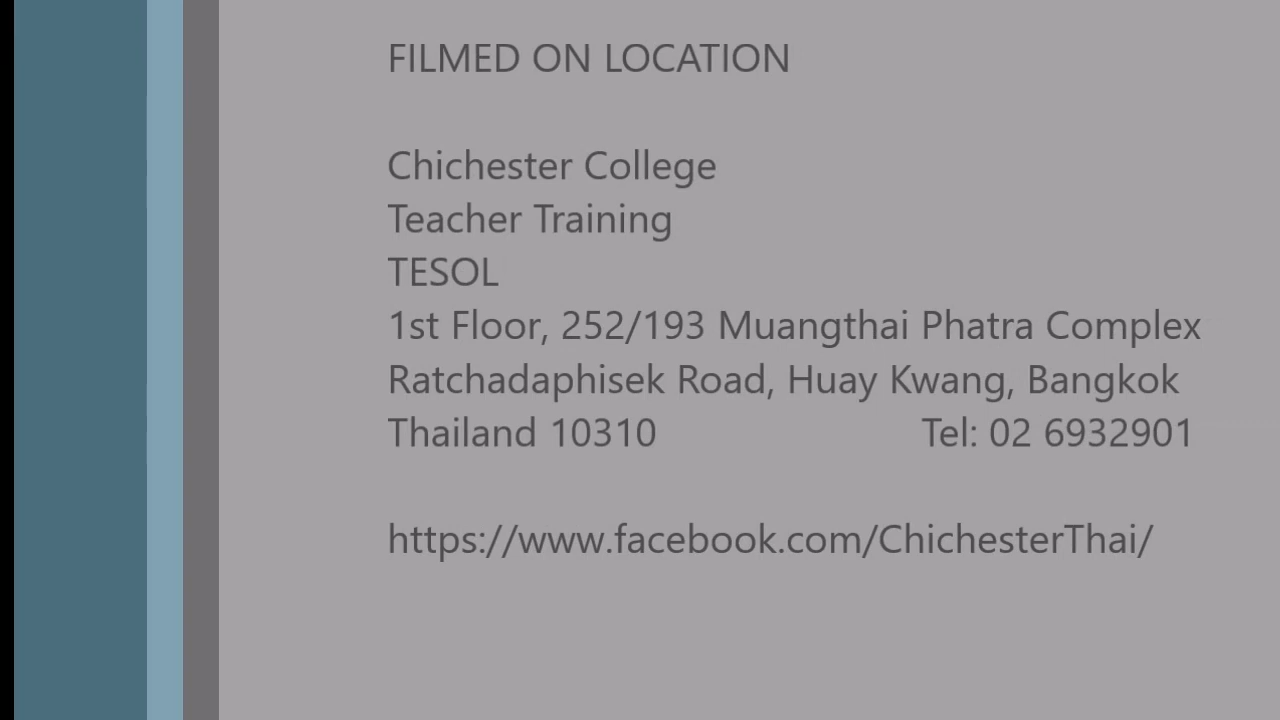 FILMED ON LOCATION
Chichester College
Teacher Training
TESOL
1st Floor, 252/193 Muangthai Phatra Complex
Ratchadaphisek Road, Huay Kwang, Bangkok
Thailand 10310 Tel: 02 6932901
https://www.facebook.com/ChichesterThai/